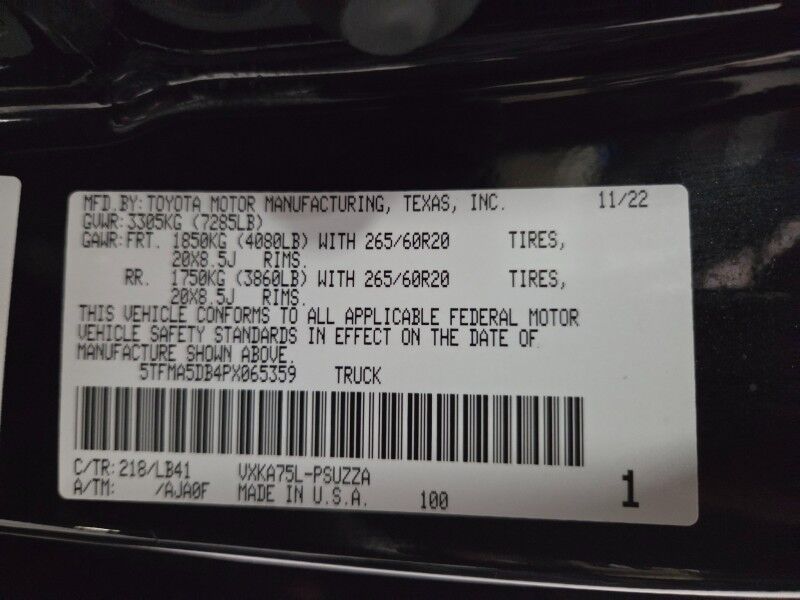 MFD.BY:TOYOTA MOTOR MANUFACTURING, TEXAS, INC. 11/22
GVWR:3305KG (7285LB)
GAWR:FRT. 1850KG (4080LB) WITH 265/60R20 TIRES,
20X8.5J RIMS.
RR. 1750KG (3860LB) WITH 265/60R20 TIRES,
20X8.5J RIMS.
THIS VEHICLE CONFORMS TO ALL APPLICABLE FEDERAL MOTOR
VEHICLE SAFETY STANDARDS IN EFFECT ON THE DATE OF
MANUFACTURE SHOWN ABOVE.
5TFMA5DB4PX065359 TRUCK
C/TR:218/LB41 VXKA75L-PSUZZA
A/TM: /AJA0F MADE IN U.S.A. 100 1